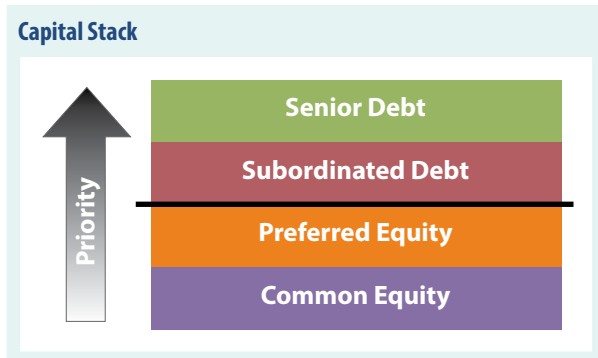 Capital Stack
Senior Debt
Subordinated Debt
Priority
Preferred Equity
Common Equity